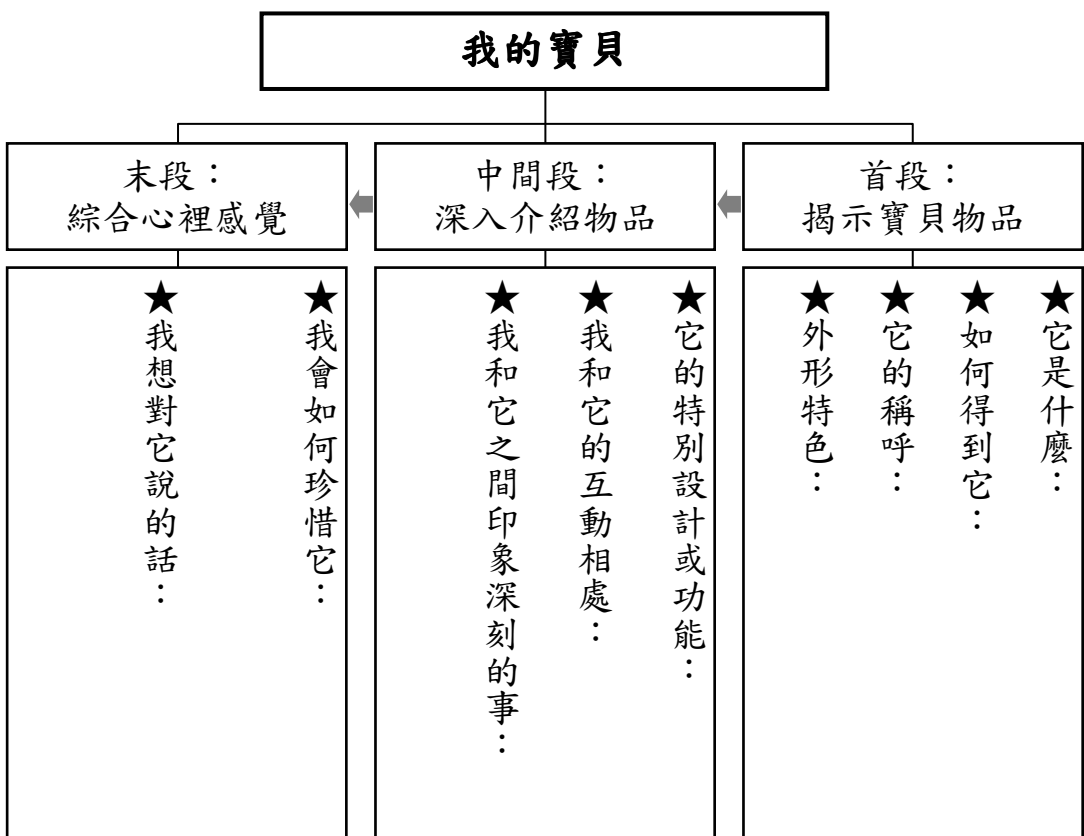 我的寶貝
首段：
揭示寶貝物品
★它是什麼：
★如何得到它：
★它的稱呼：
★外形特色：
中間段：
深入介紹物品
★它的特別設計或功能：
★我和它的互動相處：
★我和它之間印象深刻的事：
末段：
綜合心裡感覺
★我會如何珍惜它：
★我想對它說的話：